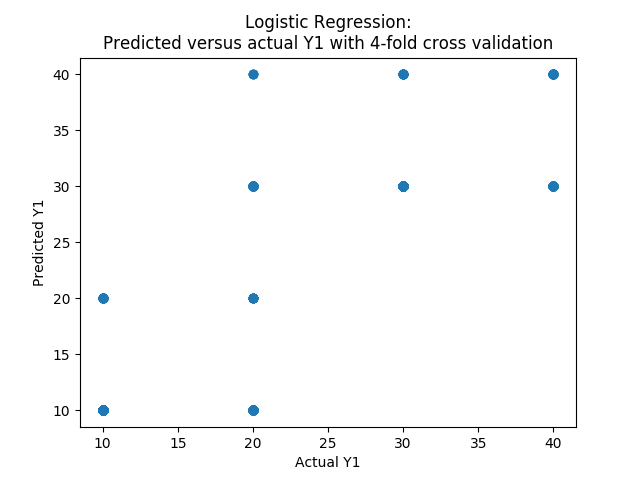 Logistic Regression:
Predicted versus actual Y1 with 4-fold cross validation
40
35
30
25
20
15
10
Predicted Y1
10 15 20 25 30 35 40
Actual Y1